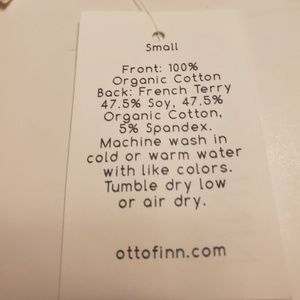 Small
Front: 100%
Organic Cotton
Back: French Terry
47.5% Soy, 47.5%
Organic Cotton,
5% Spandex.
Machine wash in
cold or warm water
with like colors.
Tumble dry low
or air dry.
ottofinn.com